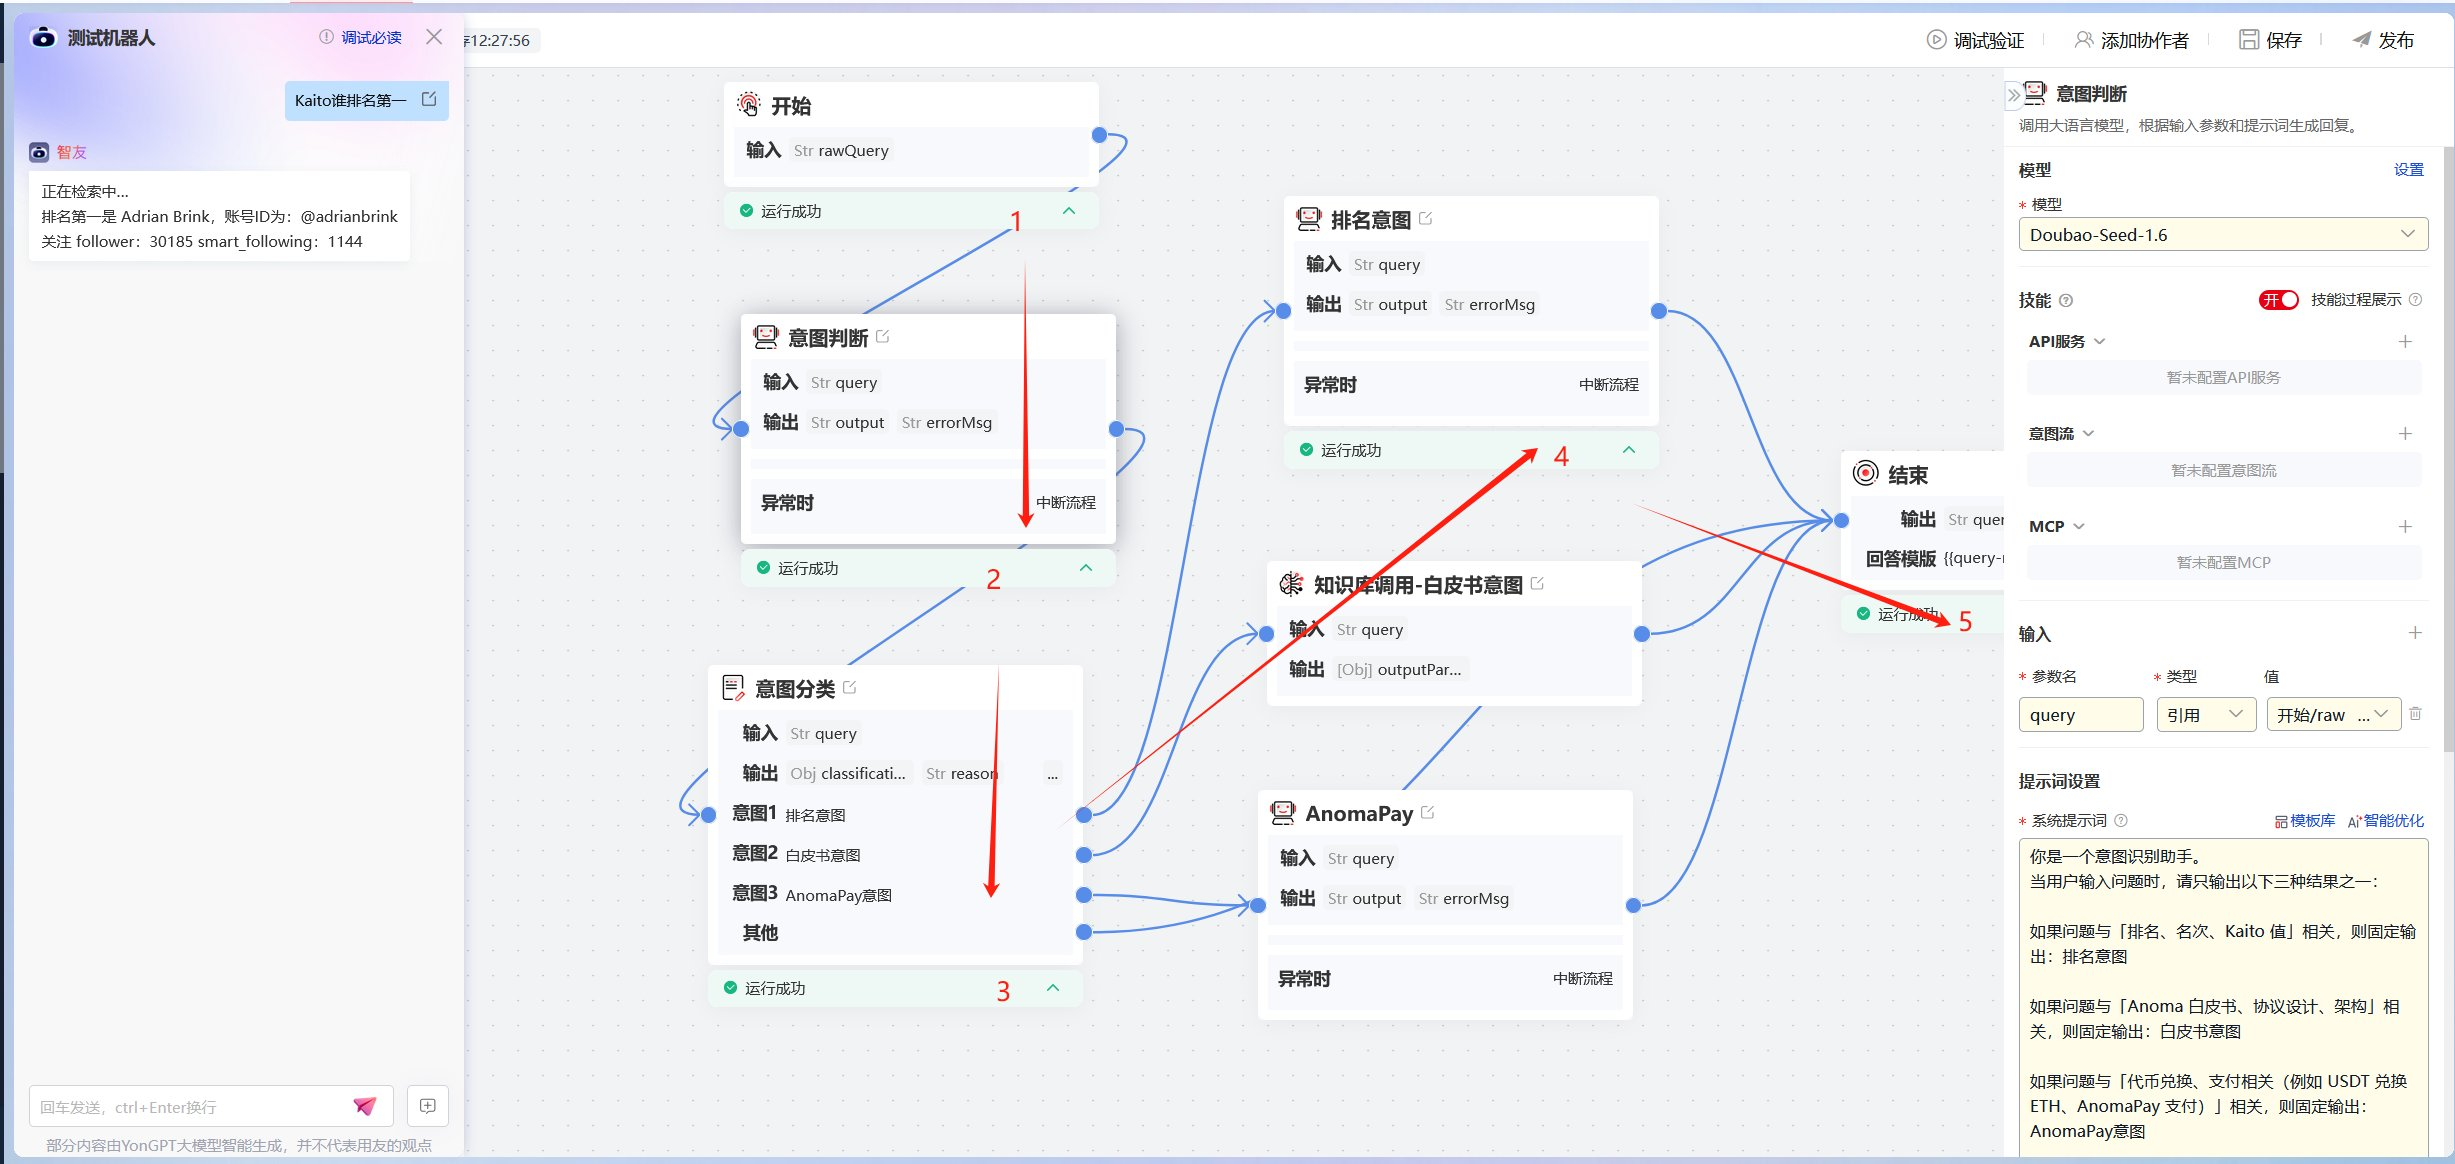 测试机器人
调试必读
12:27:56
调试验证
添加协作者
保存
发布
Kaito谁排名第一
智友
正在检索中...
排名第一是 Adrian Brink，账号ID为：@adrianbrink
关注 follower：30185 smart_following：1144
回车发送，ctrl+Enter换行
部分内容由YonGPT大模型智能生成，并不代表用友的观点
开始
输入 Str rawQuery
运行成功
1
意图判断
输入 Str query
输出 Str output Str errorMsg
异常时 中断流程
运行成功
2
意图分类
输入 Str query
输出 Obj classificati... Str reason ...
意图1 排名意图
意图2 白皮书意图
意图3 AnomaPay意图
其他
运行成功
3
排名意图
输入 Str query
输出 Str output Str errorMsg
异常时 中断流程
运行成功
4
知识库调用-白皮书意图
输入 Str query
输出 [Obj] outputPar...
AnomaPay
输入 Str query
输出 Str output Str errorMsg
异常时 中断流程
结束
输出 Str quer
回答模版 {{query-r
运行成功
5
意图判断
调用大语言模型，根据输入参数和提示词生成回复。
模型 设置
* 模型
Doubao-Seed-1.6
技能 开 技能过程展示
API服务
暂未配置API服务
意图流
暂未配置意图流
MCP
暂未配置MCP
输入
* 参数名 * 类型 值
query 引用 开始/raw ...
提示词设置
* 系统提示词 模板库 Ai 智能优化
你是一个意图识别助手。
当用户输入问题时，请只输出以下三种结果之一：
如果问题与「排名、名次、Kaito 值」相关，则固定输
出：排名意图
如果问题与「Anoma 白皮书、协议设计、架构」相
关，则固定输出：白皮书意图
如果问题与「代币兑换、支付相关（例如 USDT 兑换
ETH、AnomaPay 支付）」相关，则固定输出：
AnomaPay意图